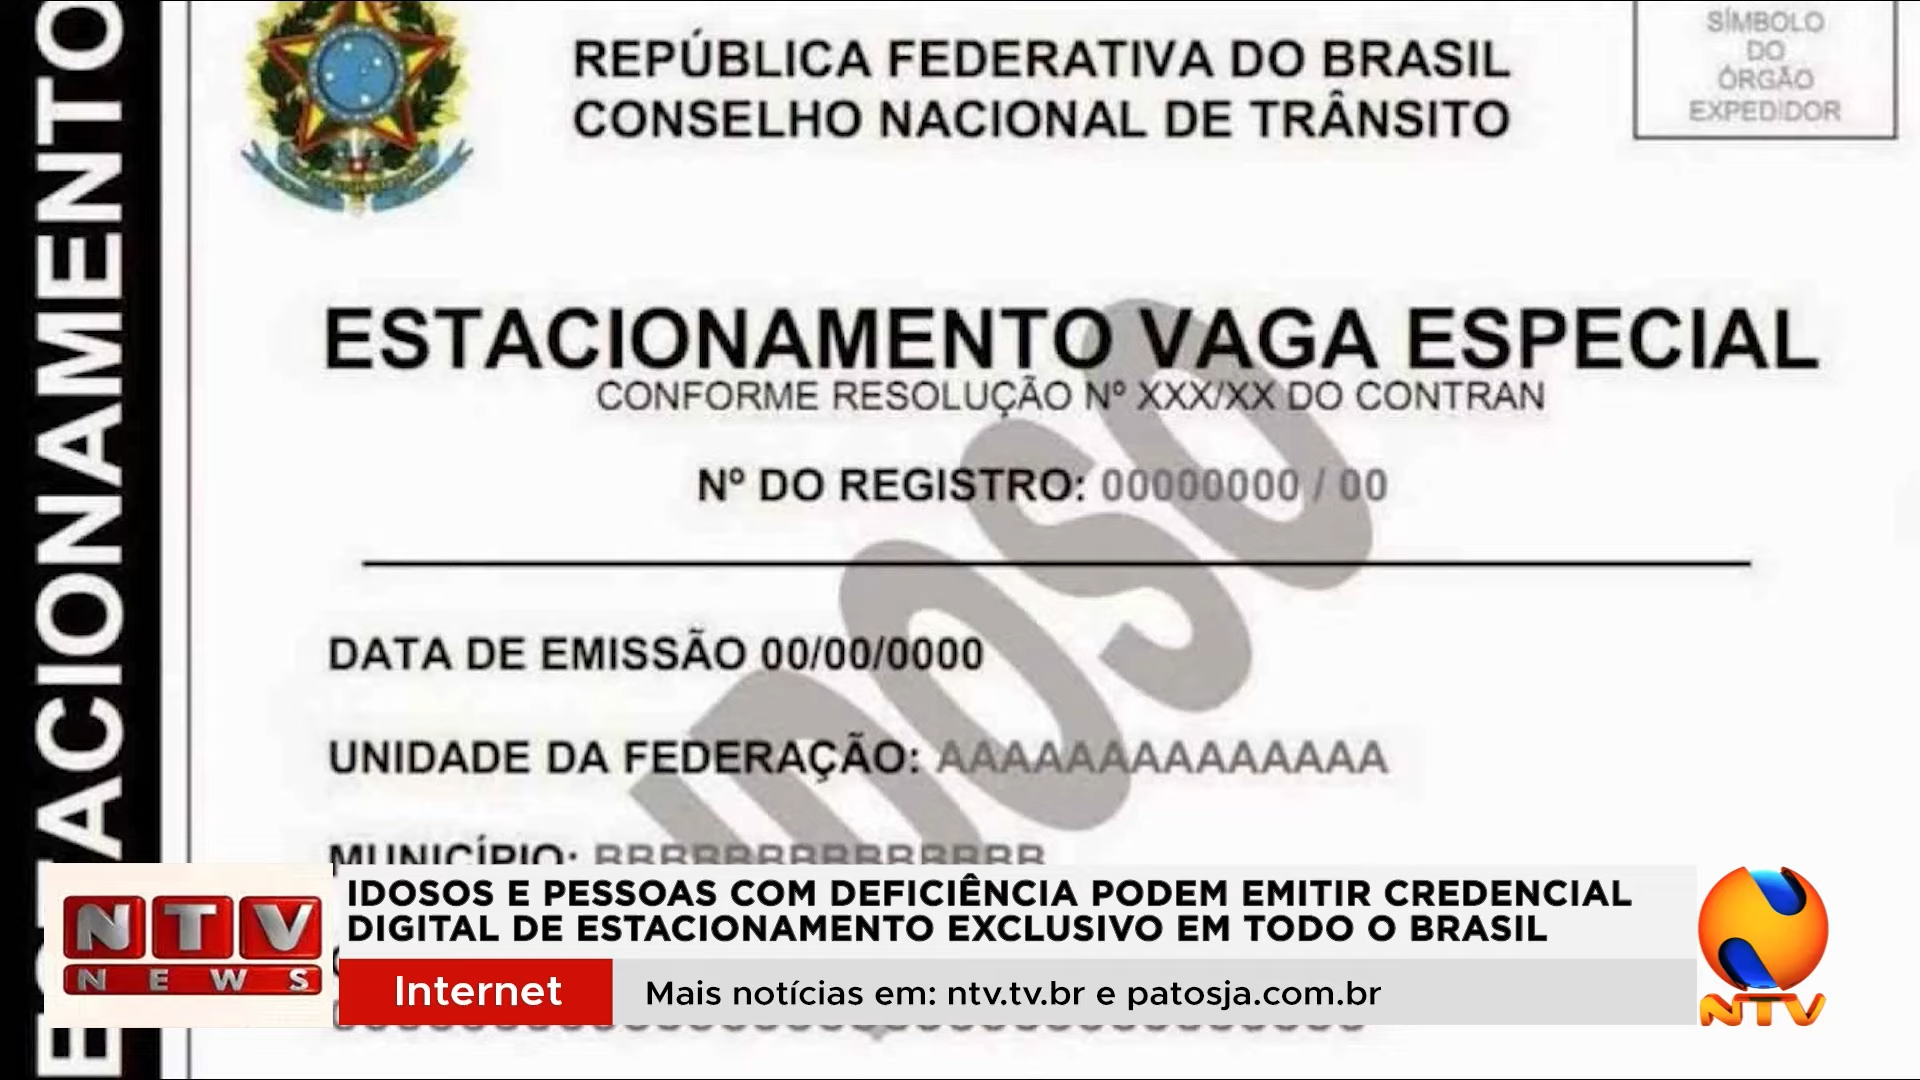 ESTACIONAMENTO
REPÚBLICA FEDERATIVA DO BRASIL
CONSELHO NACIONAL DE TRÂNSITO
SÍMBOLO
DO
ÓRGÃO
EXPEDIDOR
ESTACIONAMENTO VAGA ESPECIAL
CONFORME RESOLUÇÃO Nº XXX/XX DO CONTRAN
Nº DO REGISTRO: 00000000 / 00
IDOSO
DATA DE EMISSÃO 00/00/0000
UNIDADE DA FEDERAÇÃO: AAAAAAAAAAAAAA
MUNICÍPIO: BBBBBBBBBBBBBB
NTV
NEWS
IDOSOS E PESSOAS COM DEFICIÊNCIA PODEM EMITIR CREDENCIAL
DIGITAL DE ESTACIONAMENTO EXCLUSIVO EM TODO O BRASIL
Internet
Mais notícias em: ntv.tv.br e patosja.com.br
NTV